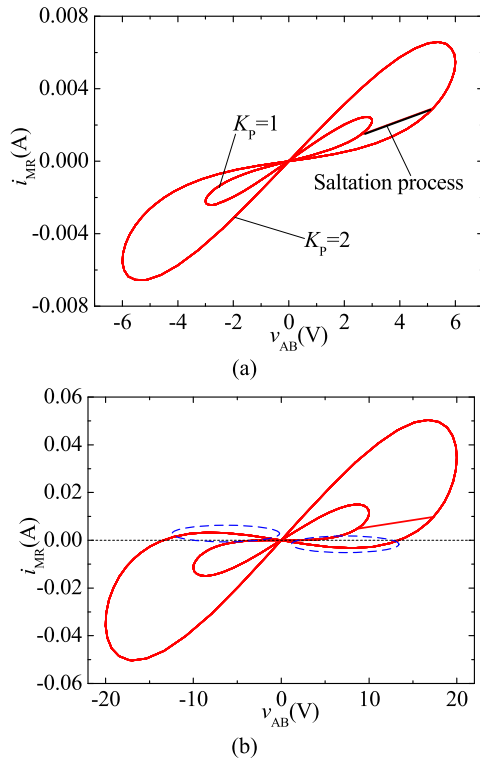 0.008
0.004
0.000
-0.004
-0.008
i_MR(A)
K_P=1
Saltation process
K_P=2
-6 -4 -2 0 2 4 6
v_AB(V)
(a)
0.06
0.04
0.02
0.00
-0.02
-0.04
-0.06
i_MR(A)
-20 -10 0 10 20
v_AB(V)
(b)